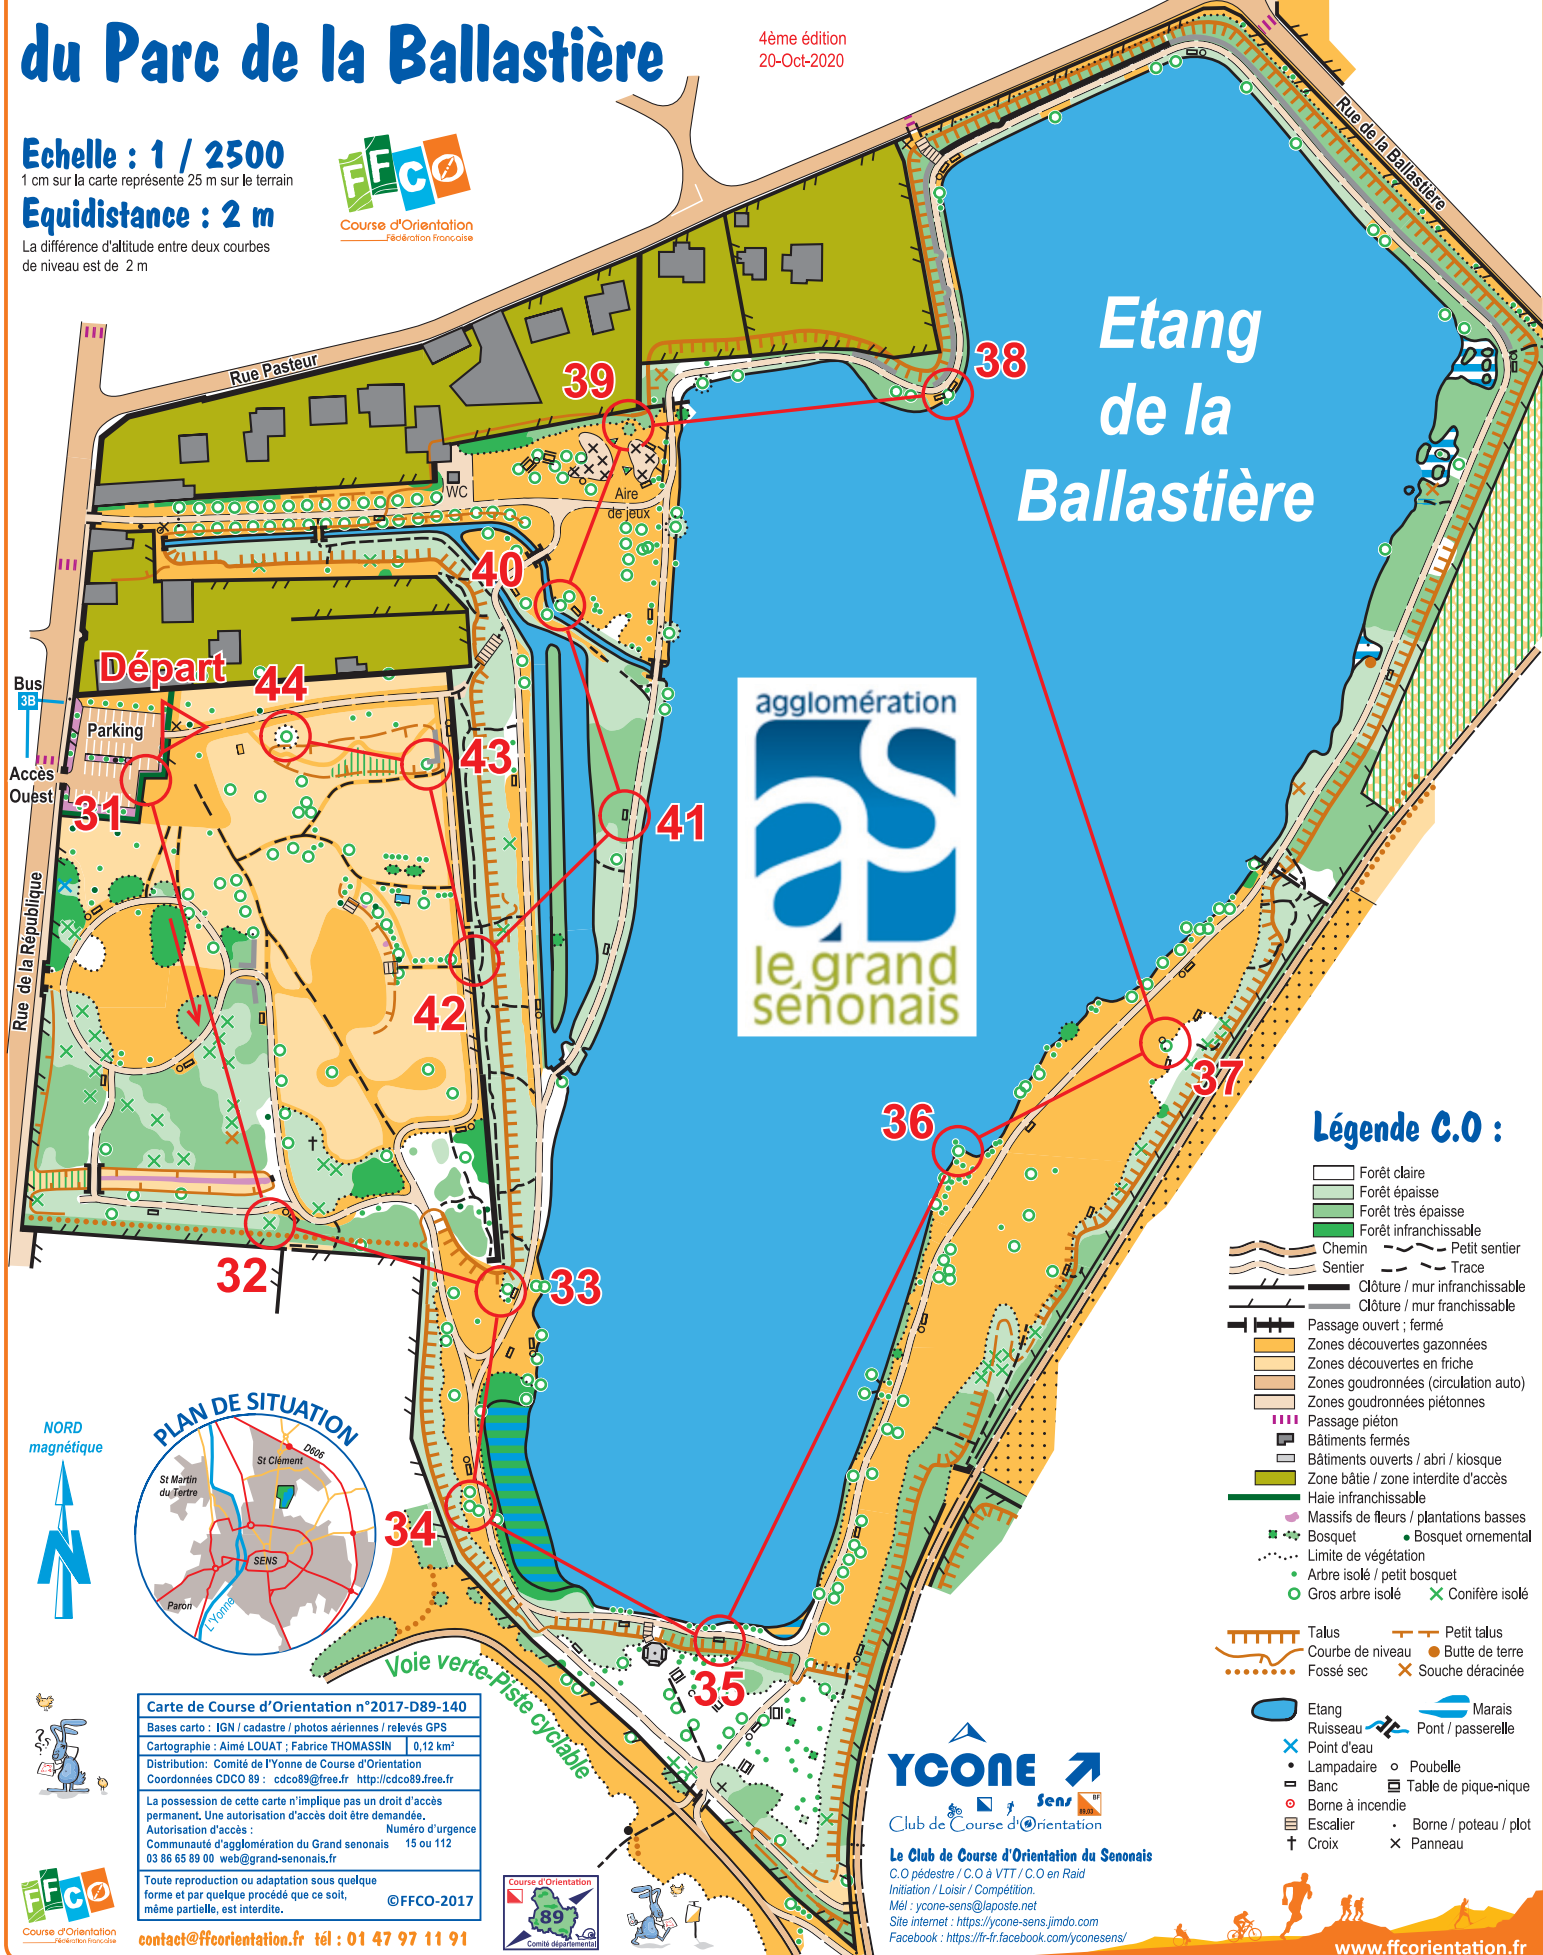 du Parc de la Ballastière
4ème édition
20-Oct-2020
Echelle : 1 / 2500
1 cm sur la carte représente 25 m sur le terrain
Equidistance : 2 m
La différence d'altitude entre deux courbes
de niveau est de 2 m
FFCO
Course d'Orientation
Fédération Française
Rue de la Ballastière
Rue Pasteur
Etang
de la
Ballastière
38
39
WC
Aire
de jeux
40
Départ
44
Bus
3B
Parking
Accès
Ouest
31
43
41
42
Rue de la République
agglomération
as
le grand
sénonais
37
36
32
33
34
35
Légende C.O :
Forêt claire
Forêt épaisse
Forêt très épaisse
Forêt infranchissable
Chemin
Petit sentier
Sentier
Trace
Clôture / mur infranchissable
Clôture / mur franchissable
Passage ouvert ; fermé
Zones découvertes gazonnées
Zones découvertes en friche
Zones goudronnées (circulation auto)
Zones goudronnées piétonnes
Passage piéton
Bâtiments fermés
Bâtiments ouverts / abri / kiosque
Zone bâtie / zone interdite d'accès
Haie infranchissable
Massifs de fleurs / plantations basses
Bosquet
Bosquet ornemental
Limite de végétation
Arbre isolé / petit bosquet
Gros arbre isolé
Conifère isolé
Talus
Petit talus
Courbe de niveau
Butte de terre
Fossé sec
Souche déracinée
Etang
Marais
Ruisseau
Pont / passerelle
Point d'eau
Lampadaire
Poubelle
Banc
Table de pique-nique
Borne à incendie
Escalier
Borne / poteau / plot
Croix
Panneau
NORD
magnétique
N
PLAN DE SITUATION
D606
St Clément
St Martin
du Tertre
SENS
Paron
L'Yonne
Voie verte-Piste cyclable
Carte de Course d'Orientation n°2017-D89-140
Bases carto : IGN / cadastre / photos aériennes / relevés GPS
Cartographie : Aimé LOUAT ; Fabrice THOMASSIN 0,12 km²
Distribution: Comité de l'Yonne de Course d'Orientation
Coordonnées CDCO 89 : cdco89@free.fr http://cdco89.free.fr
La possession de cette carte n'implique pas un droit d'accès
permanent. Une autorisation d'accès doit être demandée.
Autorisation d'accès : Numéro d'urgence
Communauté d'agglomération du Grand senonais 15 ou 112
03 86 65 89 00 web@grand-senonais.fr
Toute reproduction ou adaptation sous quelque
forme et par quelque procédé que ce soit,
même partielle, est interdite.
©FFCO-2017
FFCO
Course d'Orientation
Fédération Française
contact@ffcorientation.fr tél : 01 47 97 11 91
Course d'Orientation
89
Comité départemental
YCONE
Sens
BF
89.03
Club de Course d'Orientation
Le Club de Course d'Orientation du Senonais
C.O pédestre / C.O à VTT / C.O en Raid
Initiation / Loisir / Compétition.
Mél : ycone-sens@laposte.net
Site internet : https://ycone-sens.jimdo.com
Facebook : https://fr-fr.facebook.com/yconesens/
www.ffcorientation.fr